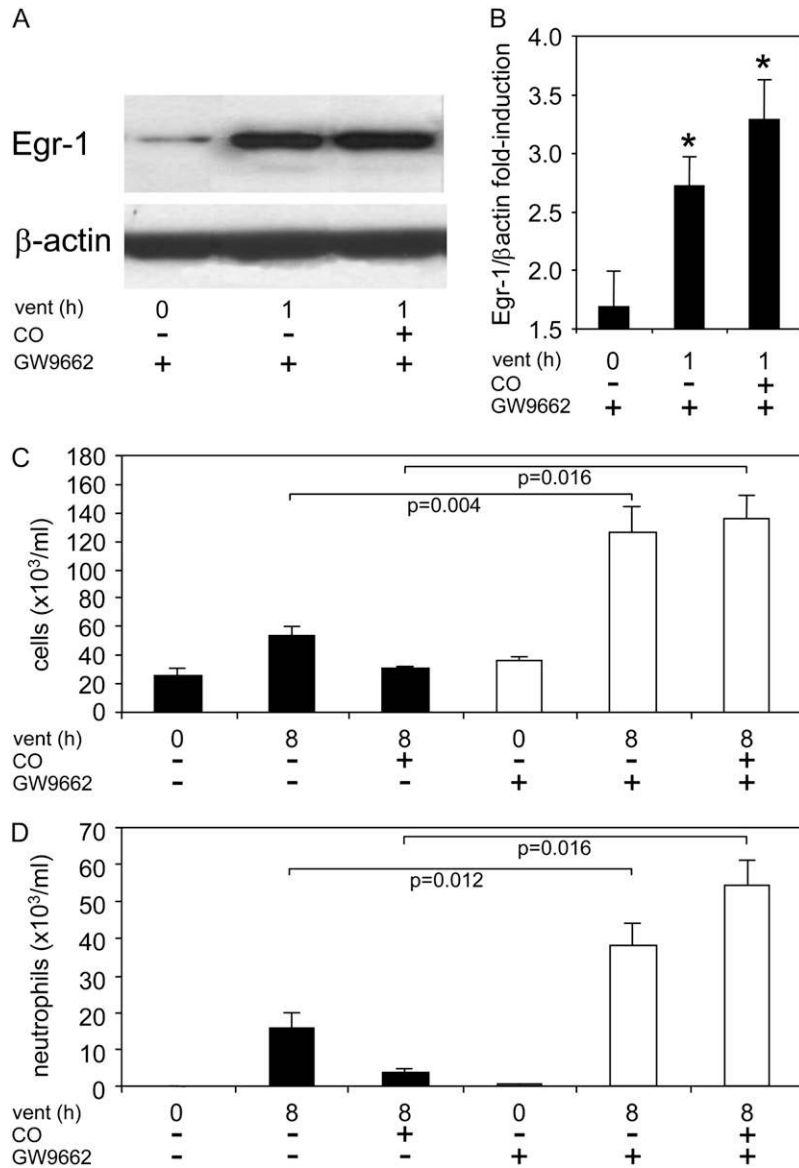 A
Egr-1
β-actin
vent (h) 0 1 1
CO - - +
GW9662 + + +
B
Egr-1/βactin fold-induction
4.0
3.5
3.0
2.5
2.0
1.5
* *
vent (h) 0 1 1
CO - - +
GW9662 + + +
C
cells (x10³/ml)
180
160
140
120
100
80
60
40
20
0
p=0.016
p=0.004
vent (h) 0 8 8 0 8 8
CO - - + - - +
GW9662 - - - + + +
D
neutrophils (x10³/ml)
70
60
50
40
30
20
10
0
p=0.016
p=0.012
vent (h) 0 8 8 0 8 8
CO - - + - - +
GW9662 - - - + + +